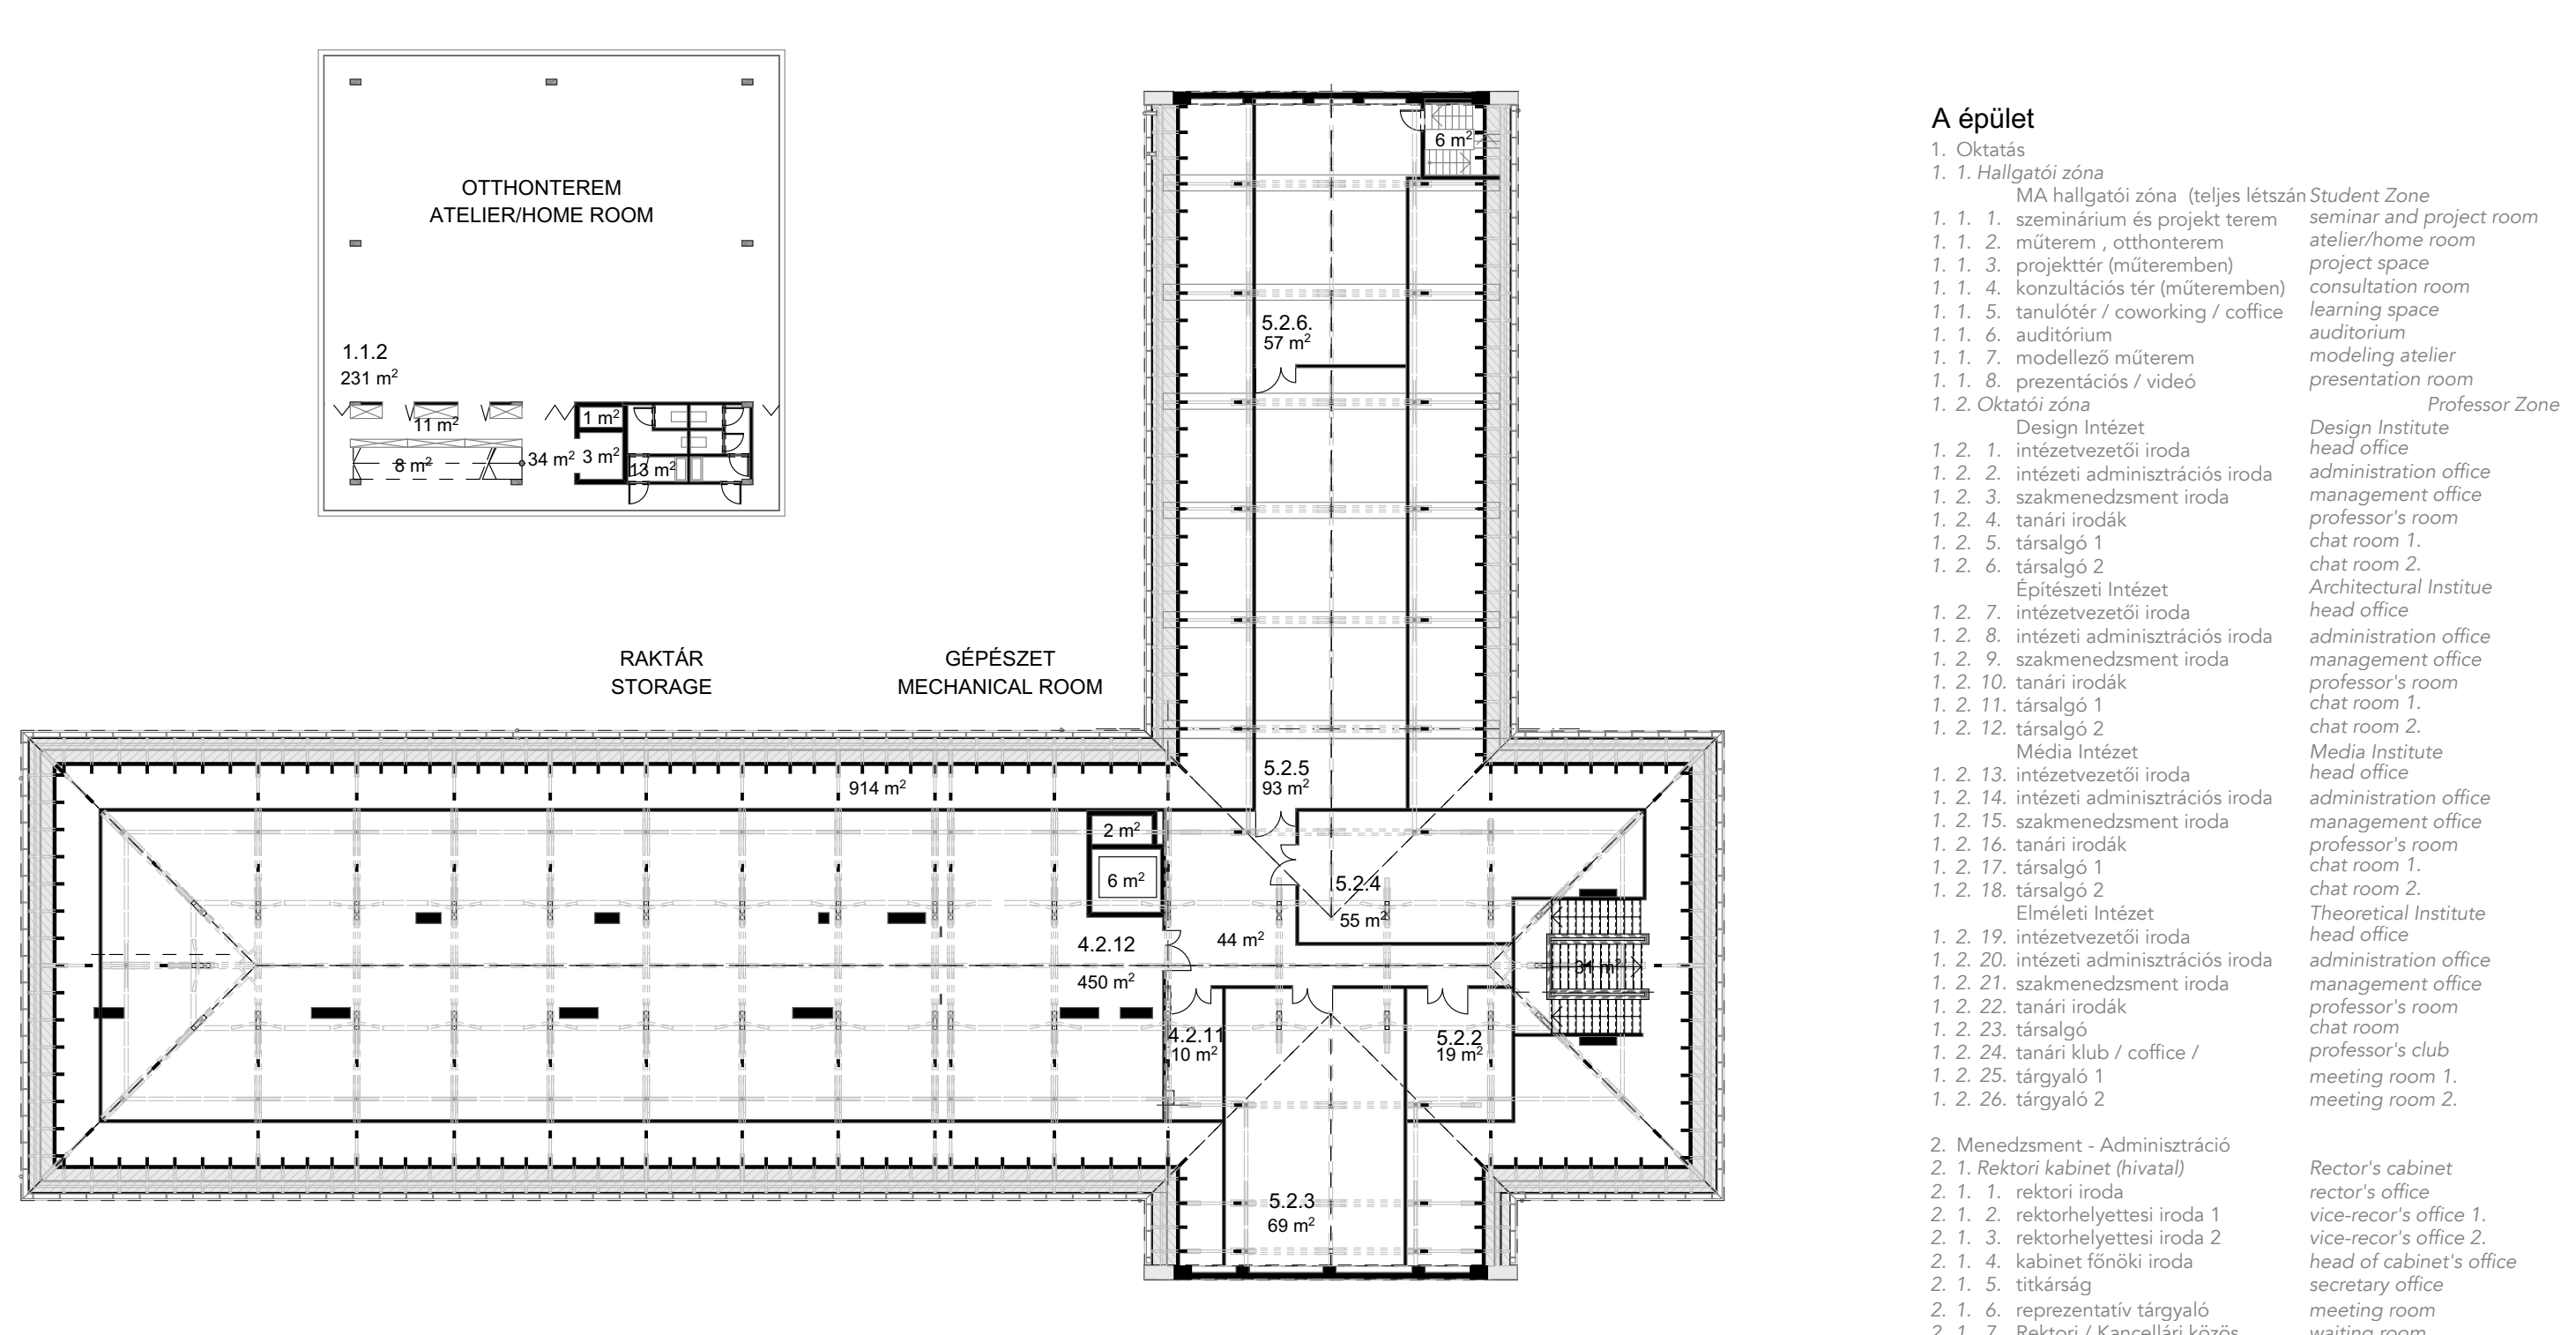 OTTHONTEREM
ATELIER/HOME ROOM
1.1.2
231 m²
11 m²
8 m²
34 m²
1 m²
3 m²
13 m²
RAKTÁR
STORAGE
GÉPÉSZET
MECHANICAL ROOM
6 m²
5.2.6.
57 m²
5.2.5
93 m²
914 m²
2 m²
6 m²
5.2.4
55 m²
44 m²
4.2.12
450 m²
31 m²
4.2.11
10 m²
5.2.2
19 m²
5.2.3
69 m²
A épület
1. Oktatás
1. 1. Hallgatói zóna
MA hallgatói zóna (teljes létszán Student Zone
1. 1. 1. szeminárium és projekt terem seminar and project room
1. 1. 2. műterem , otthonterem atelier/home room
1. 1. 3. projekttér (műteremben) project space
1. 1. 4. konzultációs tér (műteremben) consultation room
1. 1. 5. tanulótér / coworking / coffice learning space
1. 1. 6. auditórium auditorium
1. 1. 7. modellező műterem modeling atelier
1. 1. 8. prezentációs / videó presentation room
1. 2. Oktatói zóna Professor Zone
Design Intézet Design Institute
1. 2. 1. intézetvezetői iroda head office
1. 2. 2. intézeti adminisztrációs iroda administration office
1. 2. 3. szakmenedzsment iroda management office
1. 2. 4. tanári irodák professor's room
1. 2. 5. társalgó 1 chat room 1.
1. 2. 6. társalgó 2 chat room 2.
Építészeti Intézet Architectural Institue
1. 2. 7. intézetvezetői iroda head office
1. 2. 8. intézeti adminisztrációs iroda administration office
1. 2. 9. szakmenedzsment iroda management office
1. 2. 10. tanári irodák professor's room
1. 2. 11. társalgó 1 chat room 1.
1. 2. 12. társalgó 2 chat room 2.
Média Intézet Media Institute
1. 2. 13. intézetvezetői iroda head office
1. 2. 14. intézeti adminisztrációs iroda administration office
1. 2. 15. szakmenedzsment iroda management office
1. 2. 16. tanári irodák professor's room
1. 2. 17. társalgó 1 chat room 1.
1. 2. 18. társalgó 2 chat room 2.
Elméleti Intézet Theoretical Institute
1. 2. 19. intézetvezetői iroda head office
1. 2. 20. intézeti adminisztrációs iroda administration office
1. 2. 21. szakmenedzsment iroda management office
1. 2. 22. tanári irodák professor's room
1. 2. 23. társalgó chat room
1. 2. 24. tanári klub / coffice / professor's club
1. 2. 25. tárgyaló 1 meeting room 1.
1. 2. 26. tárgyaló 2 meeting room 2.
2. Menedzsment - Adminisztráció
2. 1. Rektori kabinet (hivatal) Rector's cabinet
2. 1. 1. rektori iroda rector's office
2. 1. 2. rektorhelyettesi iroda 1 vice-recor's office 1.
2. 1. 3. rektorhelyettesi iroda 2 vice-recor's office 2.
2. 1. 4. kabinet főnöki iroda head of cabinet's office
2. 1. 5. titkárság secretary office
2. 1. 6. reprezentatív tárgyaló meeting room
2. 1. 7. Rektori / Kancellári közös waiting room